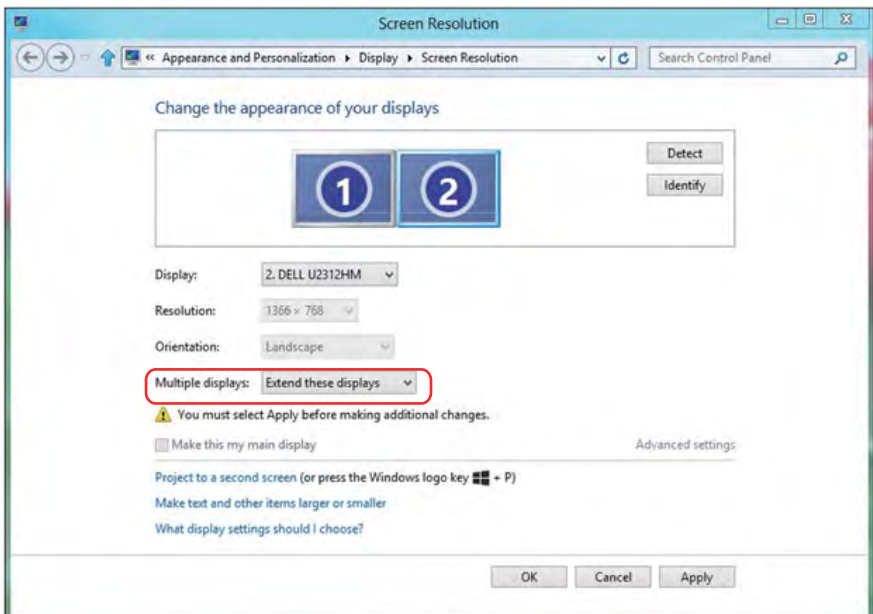 Screen Resolution
« Appearance and Personalization ▸ Display ▸ Screen Resolution
Search Control Panel
Change the appearance of your displays
1 2
Detect
Identify
Display: 2. DELL U2312HM
Resolution: 1366 × 768
Orientation: Landscape
Multiple displays: Extend these displays
You must select Apply before making additional changes.
Make this my main display
Advanced settings
Project to a second screen (or press the Windows logo key + P)
Make text and other items larger or smaller
What display settings should I choose?
OK Cancel Apply